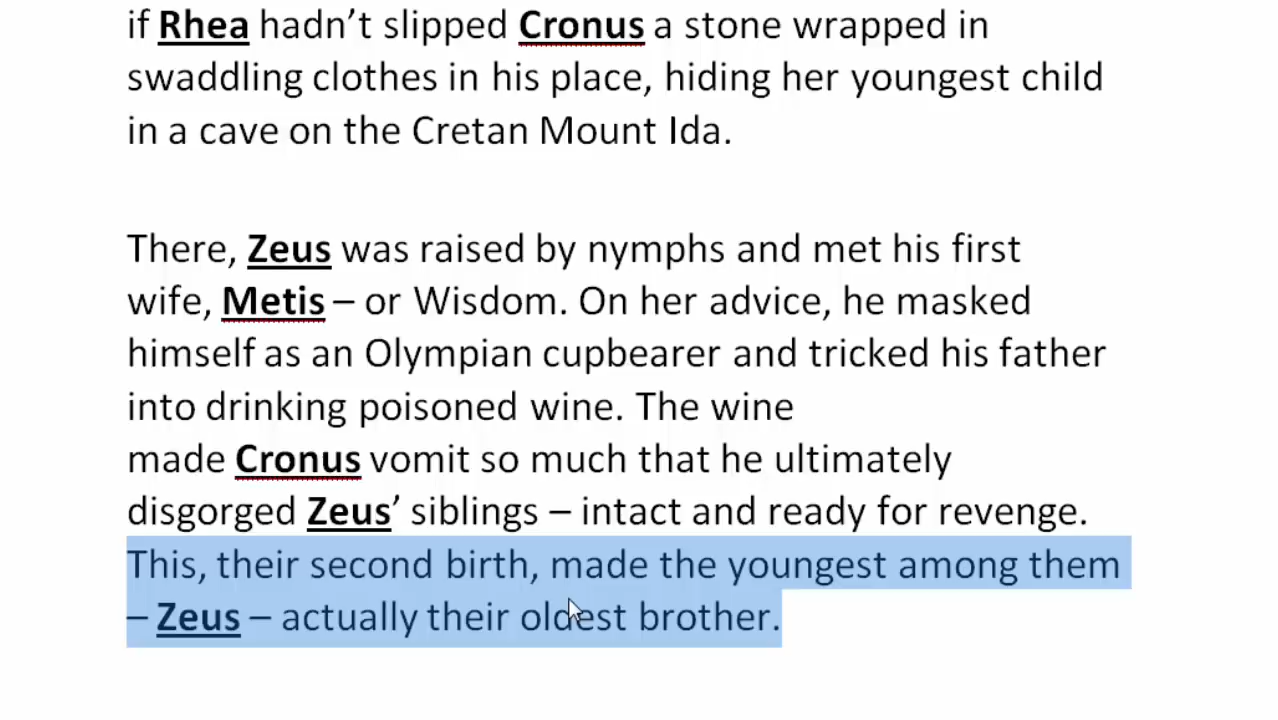 if Rhea hadn’t slipped Cronus a stone wrapped in
swaddling clothes in his place, hiding her youngest child
in a cave on the Cretan Mount Ida.
There, Zeus was raised by nymphs and met his first
wife, Metis – or Wisdom. On her advice, he masked
himself as an Olympian cupbearer and tricked his father
into drinking poisoned wine. The wine
made Cronus vomit so much that he ultimately
disgorged Zeus’ siblings – intact and ready for revenge.
This, their second birth, made the youngest among them
– Zeus – actually their oldest brother.